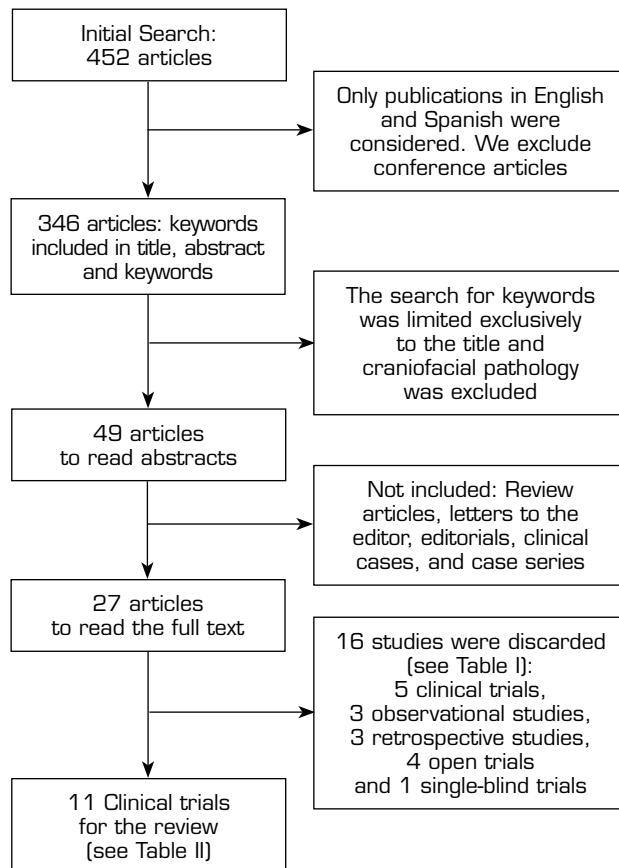 Initial Search:
452 articles
Only publications in English
and Spanish were
considered. We exclude
conference articles
346 articles: keywords
included in title, abstract
and keywords
The search for keywords
was limited exclusively
to the title and
craniofacial pathology
was excluded
49 articles
to read abstracts
Not included: Review
articles, letters to the
editor, editorials, clinical
cases, and case series
27 articles
to read the full text
16 studies were discarded
(see Table I):
5 clinical trials,
3 observational studies,
3 retrospective studies,
4 open trials
and 1 single-blind trials
11 Clinical trials
for the review
(see Table II)